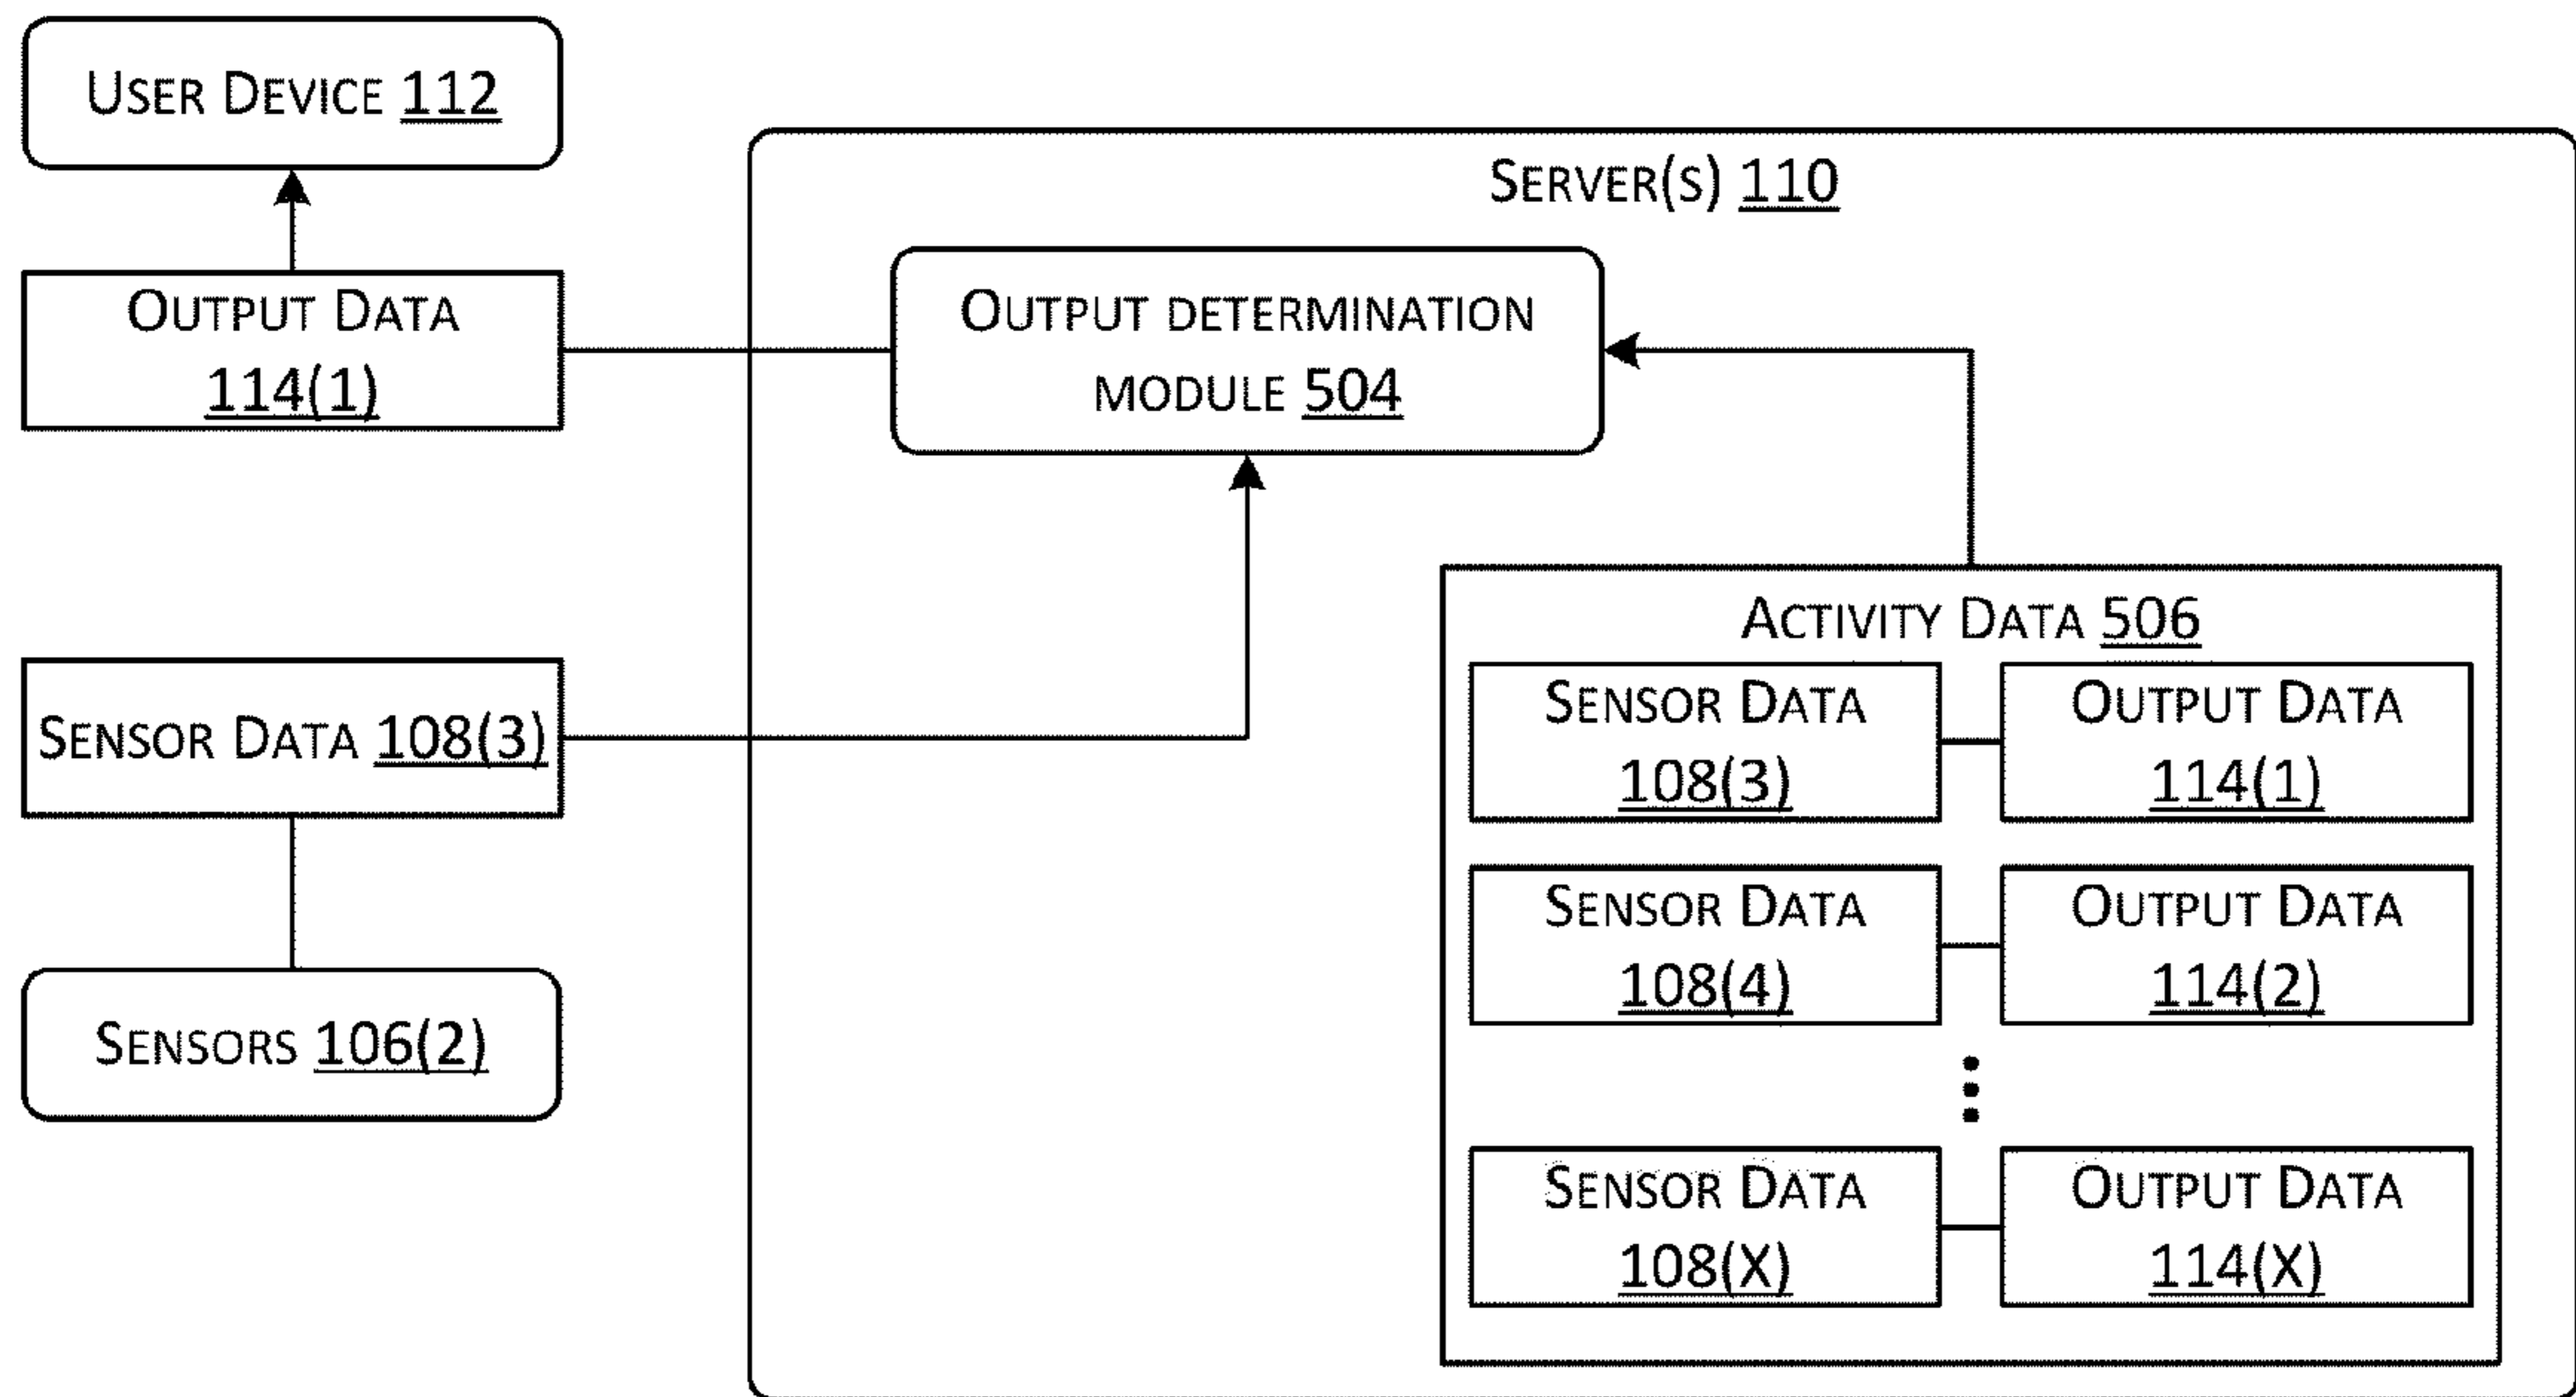 USER DEVICE 112
SERVER(S) 110
OUTPUT DATA
114(1)
OUTPUT DETERMINATION
MODULE 504
ACTIVITY DATA 506
SENSOR DATA 108(3)
SENSOR DATA
108(3)
OUTPUT DATA
114(1)
SENSOR DATA
108(4)
OUTPUT DATA
114(2)
SENSORS 106(2)
SENSOR DATA
108(X)
OUTPUT DATA
114(X)